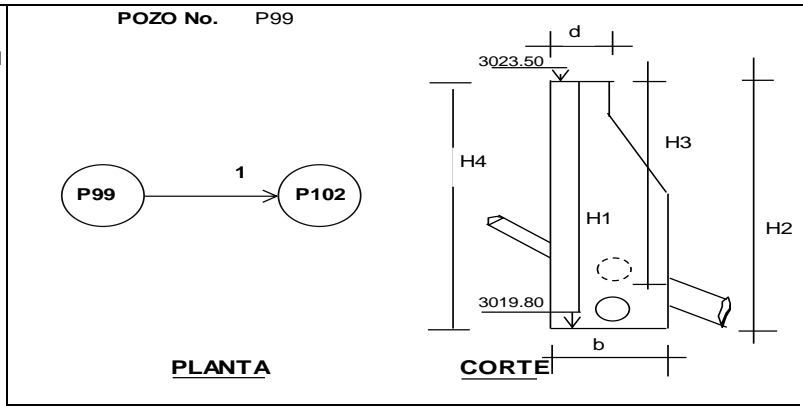 POZO No. P99
d
3023.50
H4
H3
1
P99
P102
H1
H2
3019.80
b
PLANTA
CORTE